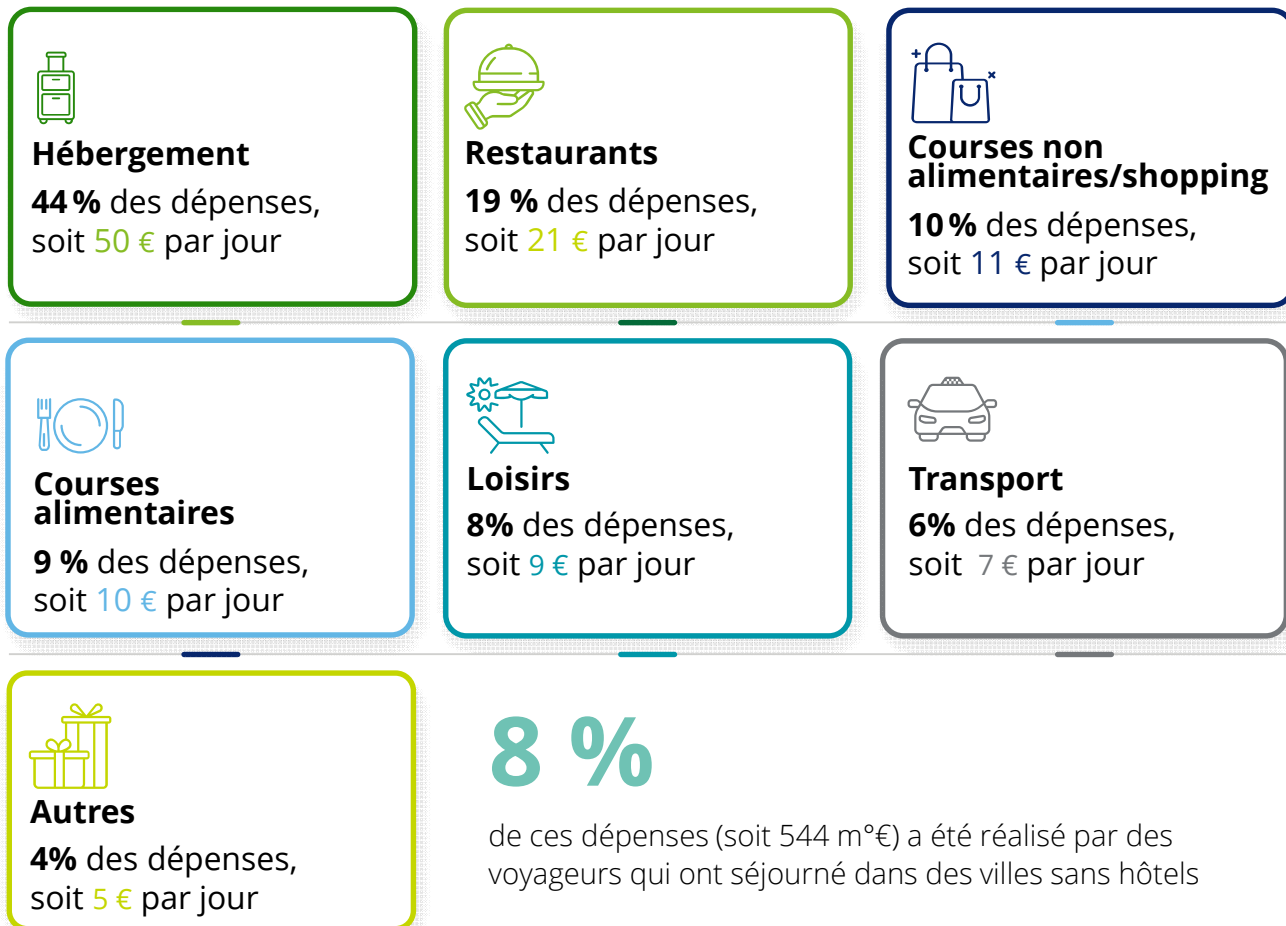 Hébergement
44 % des dépenses,
soit 50 € par jour
Restaurants
19 % des dépenses,
soit 21 € par jour
Courses non
alimentaires/shopping
10 % des dépenses,
soit 11 € par jour
Courses
alimentaires
9 % des dépenses,
soit 10 € par jour
Loisirs
8% des dépenses,
soit 9 € par jour
Transport
6% des dépenses,
soit 7 € par jour
Autres
4% des dépenses,
soit 5 € par jour
8 %
de ces dépenses (soit 544 m°€) a été réalisé par des
voyageurs qui ont séjourné dans des villes sans hôtels